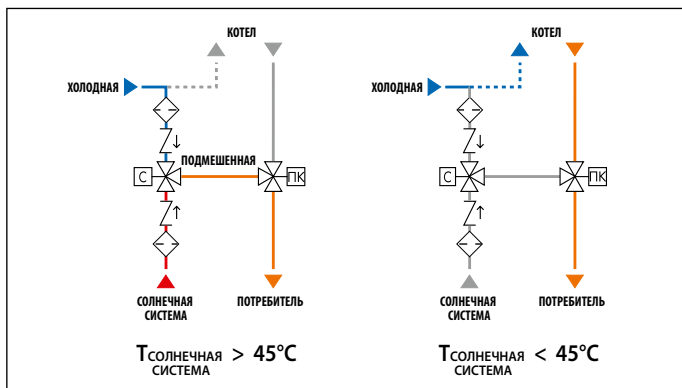 КОТЕЛ
ХОЛОДНАЯ
ПОДМЕШЕННАЯ
С
ПК
СОЛНЕЧНАЯ
СИСТЕМА
ПОТРЕБИТЕЛЬ
TСОЛНЕЧНАЯ > 45°C
СИСТЕМА
КОТЕЛ
ХОЛОДНАЯ
С
ПК
СОЛНЕЧНАЯ
СИСТЕМА
ПОТРЕБИТЕЛЬ
TСОЛНЕЧНАЯ < 45°C
СИСТЕМА